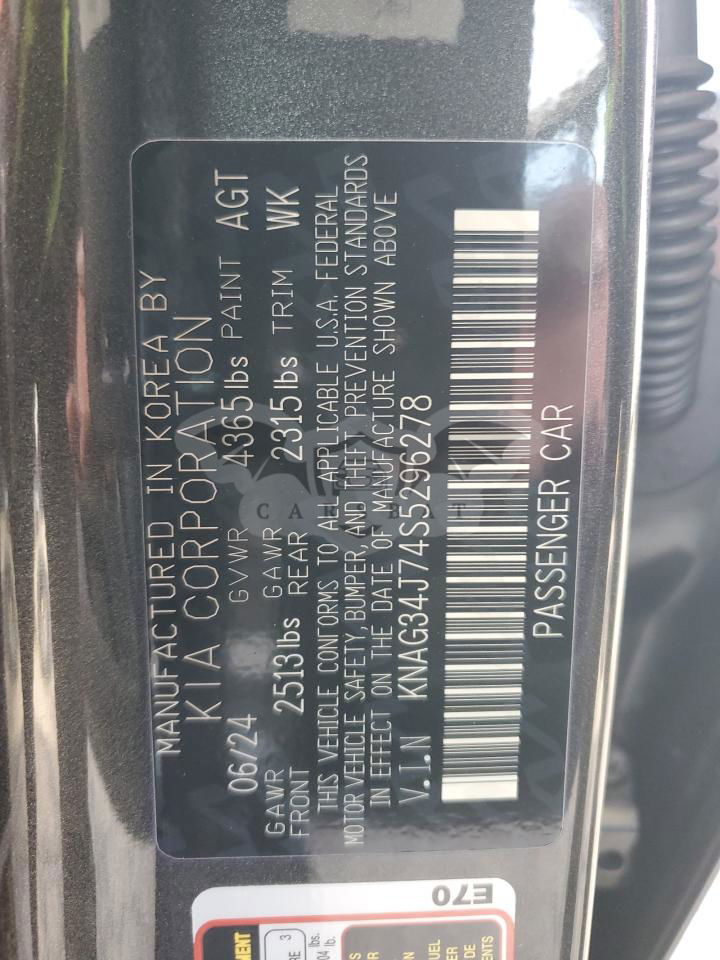 MANUFACTURED IN KOREA BY
KIA CORPORATION
06/24 GVWR 4365lbs PAINT AGT
GAWR FRONT 2513lbs GAWR REAR 2315lbs TRIM WK
THIS VEHICLE CONFORMS TO ALL APPLICABLE U.S.A. FEDERAL
MOTOR VEHICLE SAFETY, BUMPER, AND THEFT PREVENTION STANDARDS
IN EFFECT ON THE DATE OF MANUFACTURE SHOWN ABOVE
V.I.N KNAG34J74S5296278
PASSENGER CAR
E70
CARSBAT